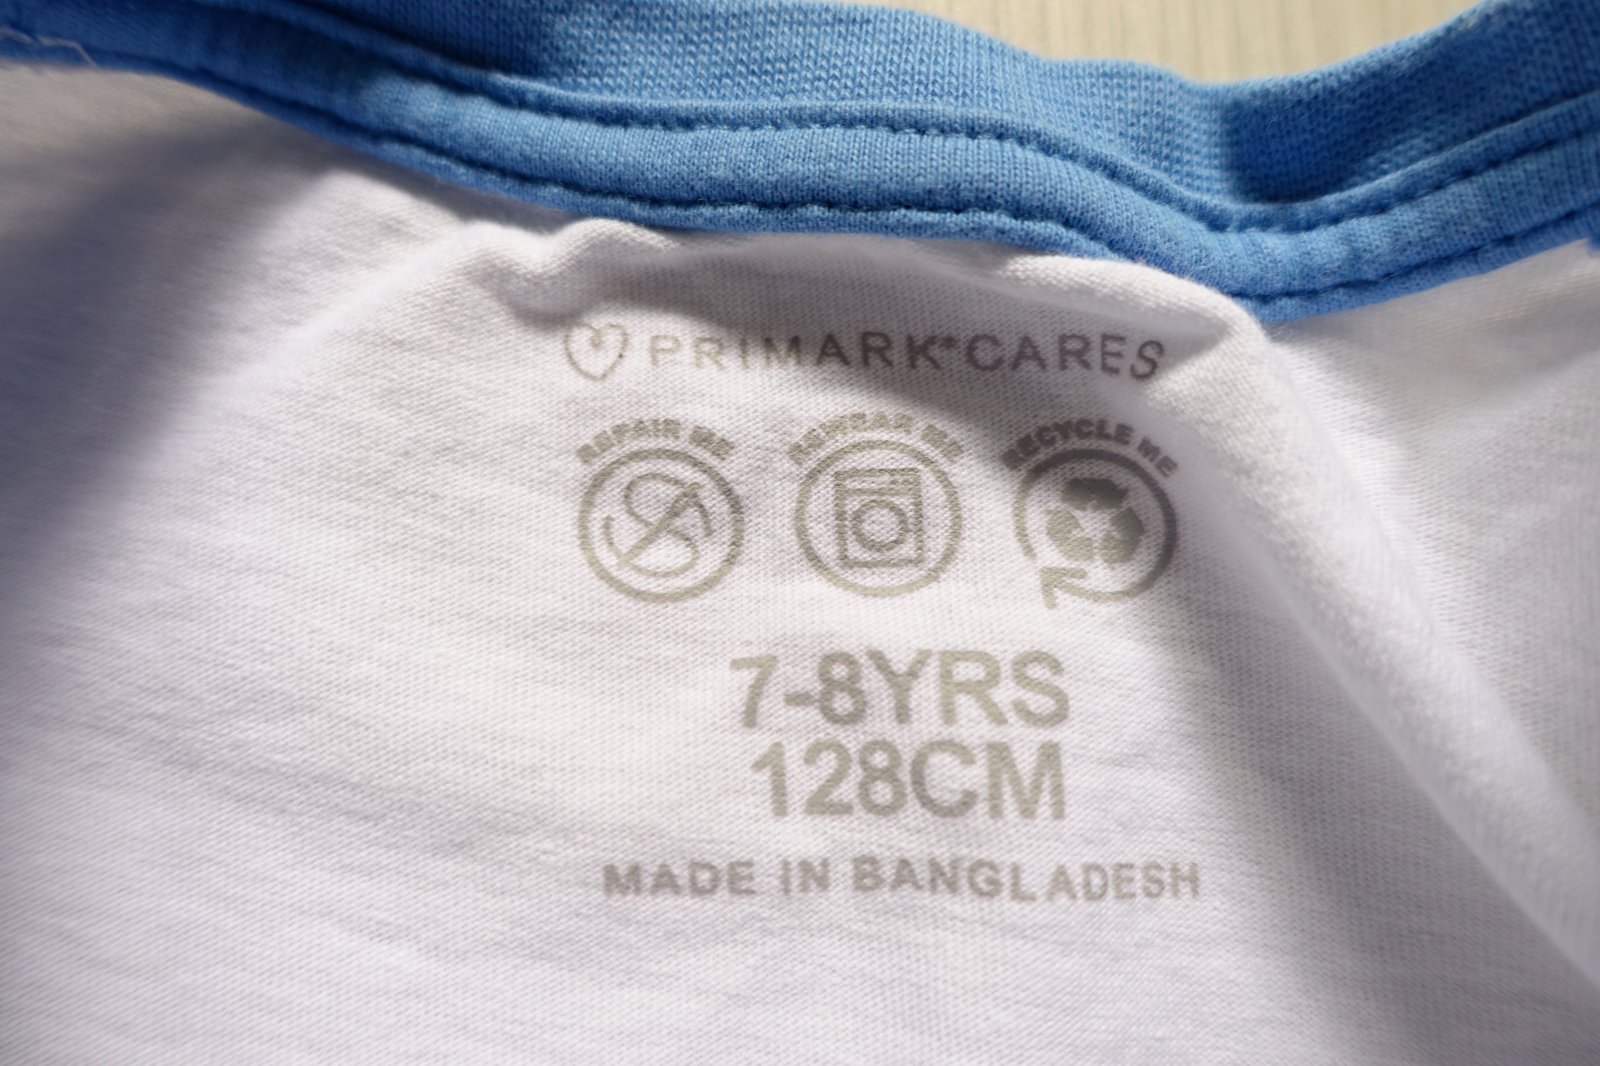 PRIMARK® CARES
REPAIR ME REWEAR ME RECYCLE ME
7-8YRS
128CM
MADE IN BANGLADESH